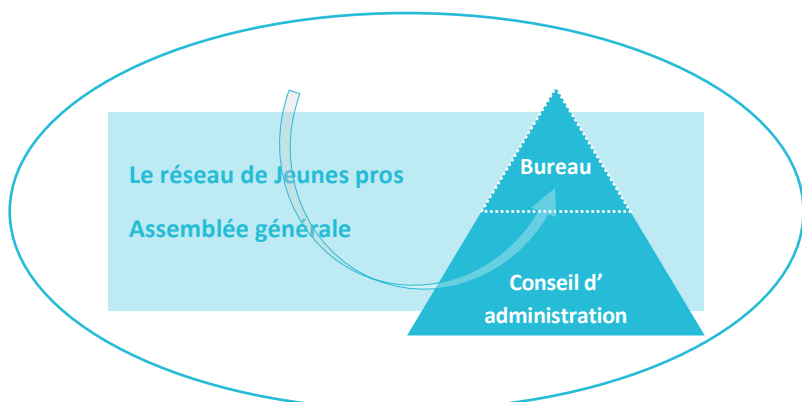 Le réseau de Jeunes pros
Assemblée générale
Bureau
Conseil d'
administration